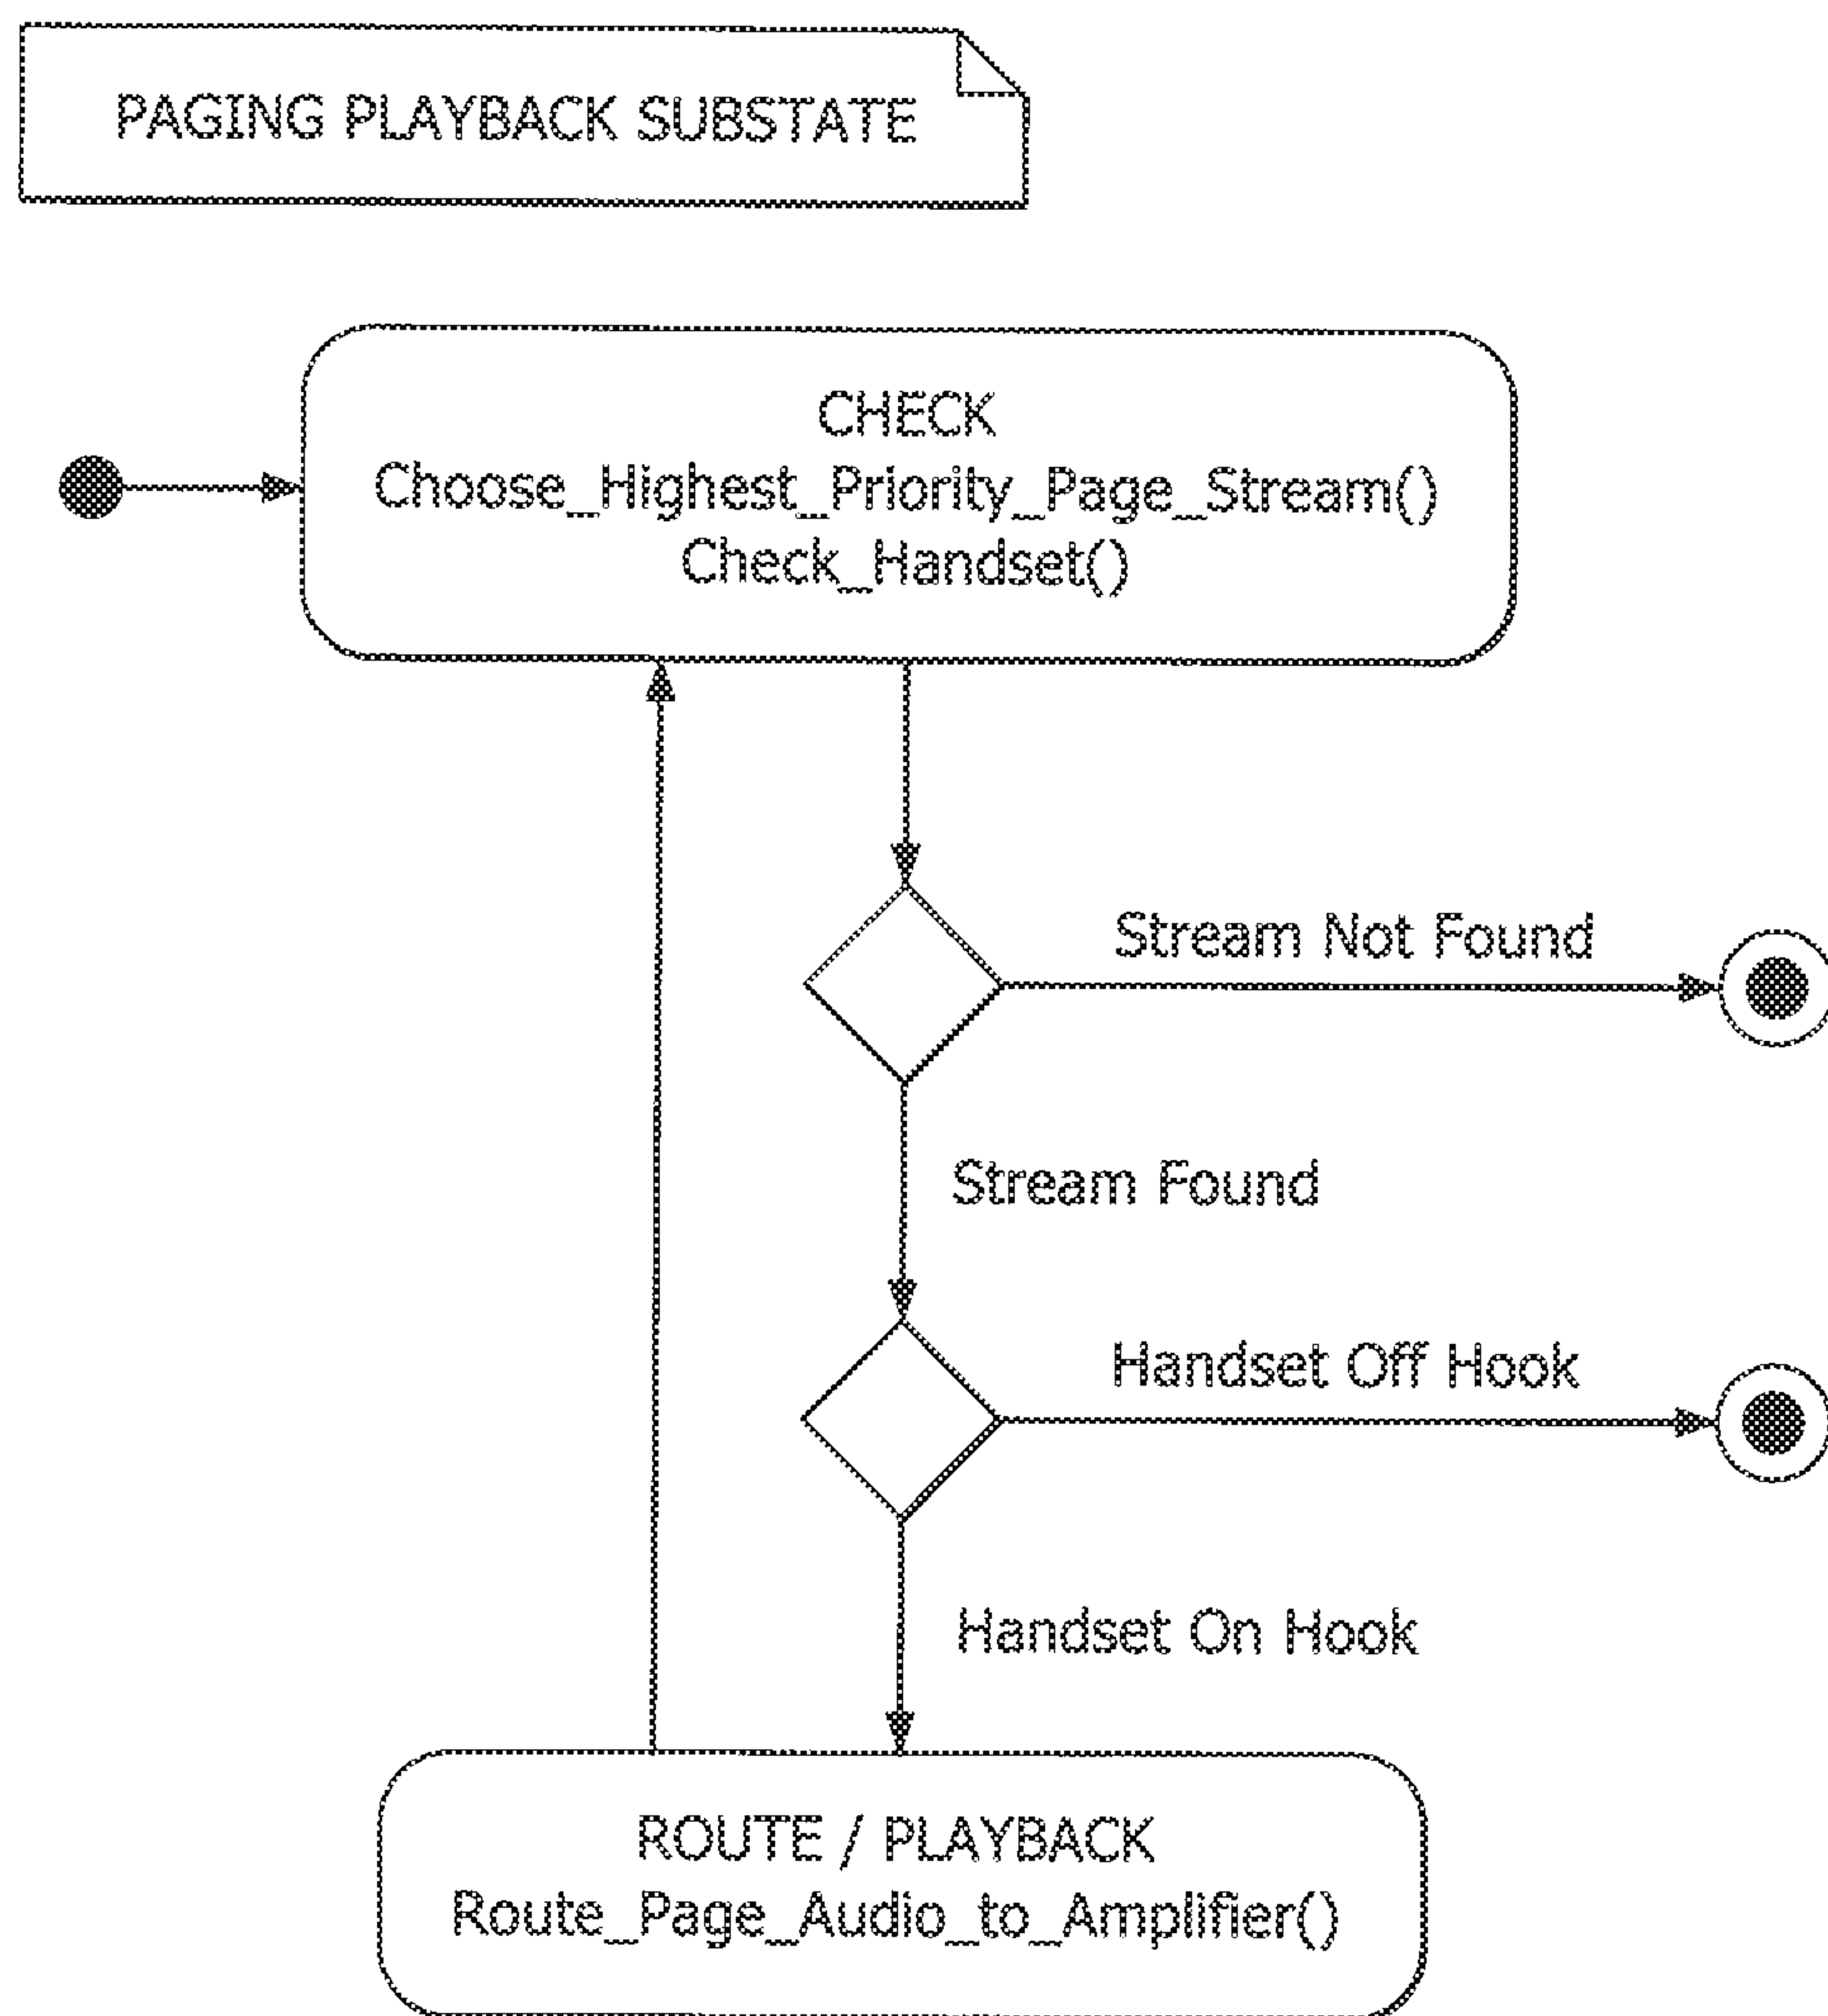 PAGING PLAYBACK SUBSTATE
CHECK
Choose_Highest_Priority_Page_Stream()
Check_Handset()
Stream Not Found
Stream Found
Handset Off Hook
Handset On Hook
ROUTE / PLAYBACK
Route_Page_Audio_to_Amplifier()